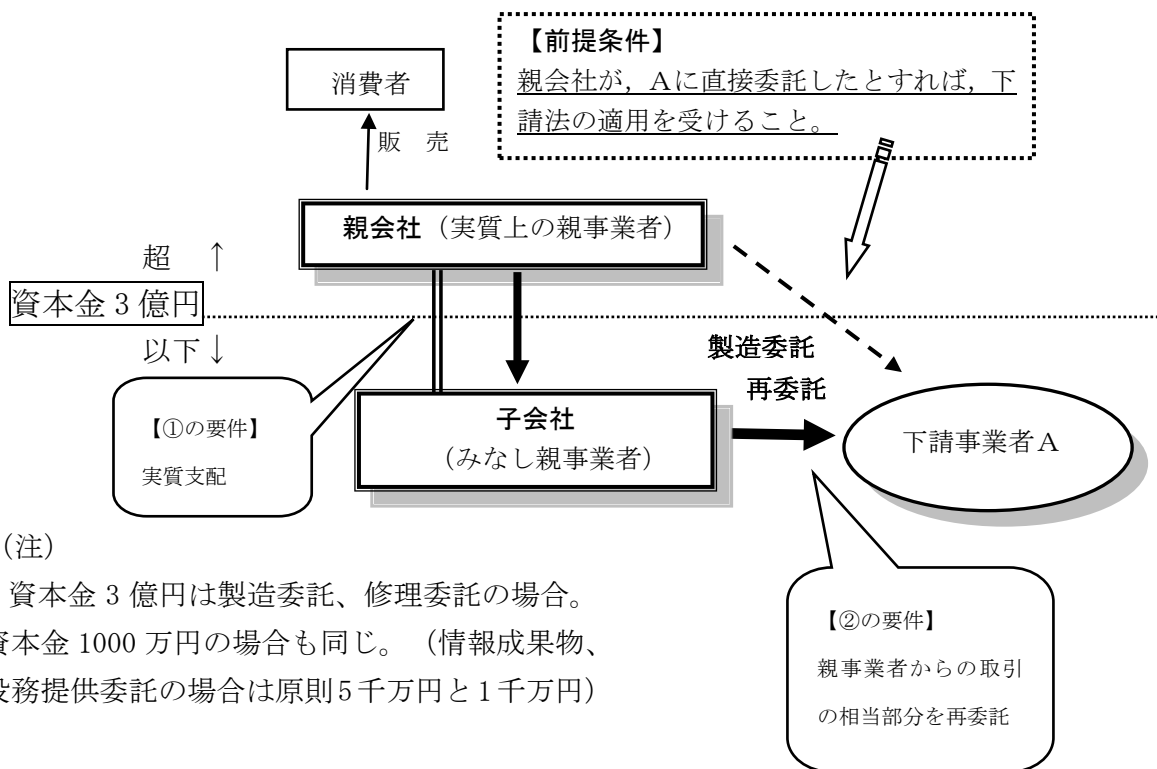 消費者
【前提条件】
親会社が，Aに直接委託したとすれば，下
請法の適用を受けること。
販 売
親会社（実質上の親事業者）
超 ↑
資本金 3 億円
以下↓
製造委託
再委託
【①の要件】
実質支配
子会社
（みなし親事業者）
下請事業者A
（注）
資本金 3 億円は製造委託、修理委託の場合。
資本金 1000 万円の場合も同じ。（情報成果物、
役務提供委託の場合は原則5千万円と1千万円）
【②の要件】
親事業者からの取引
の相当部分を再委託